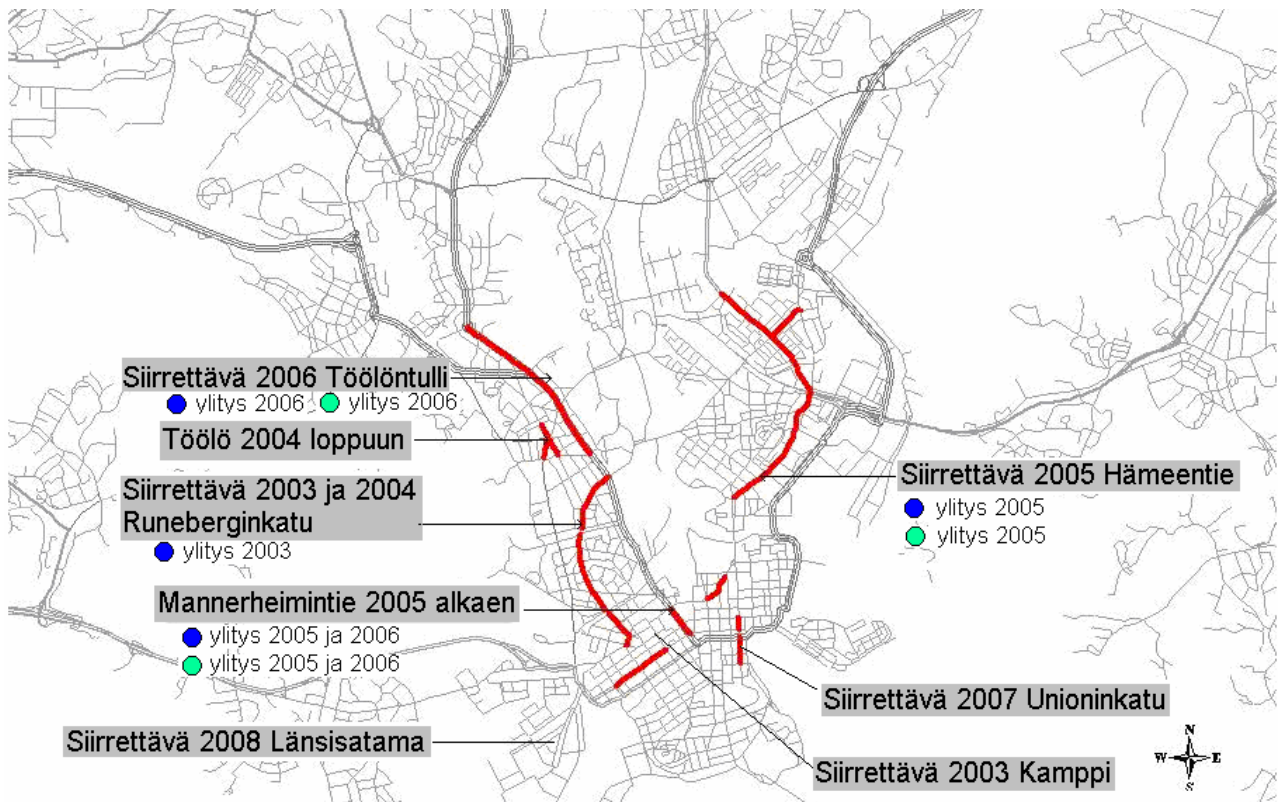 Siirrettävä 2006 Töölöntulli
ylitys 2006 ylitys 2006
Töölö 2004 loppuun
Siirrettävä 2003 ja 2004
Runeberginkatu
ylitys 2003
Mannerheimintie 2005 alkaen
ylitys 2005 ja 2006
ylitys 2005 ja 2006
Siirrettävä 2008 Länsisatama
Siirrettävä 2005 Hämeentie
ylitys 2005
ylitys 2005
Siirrettävä 2007 Unioninkatu
Siirrettävä 2003 Kamppi
N
W E
S